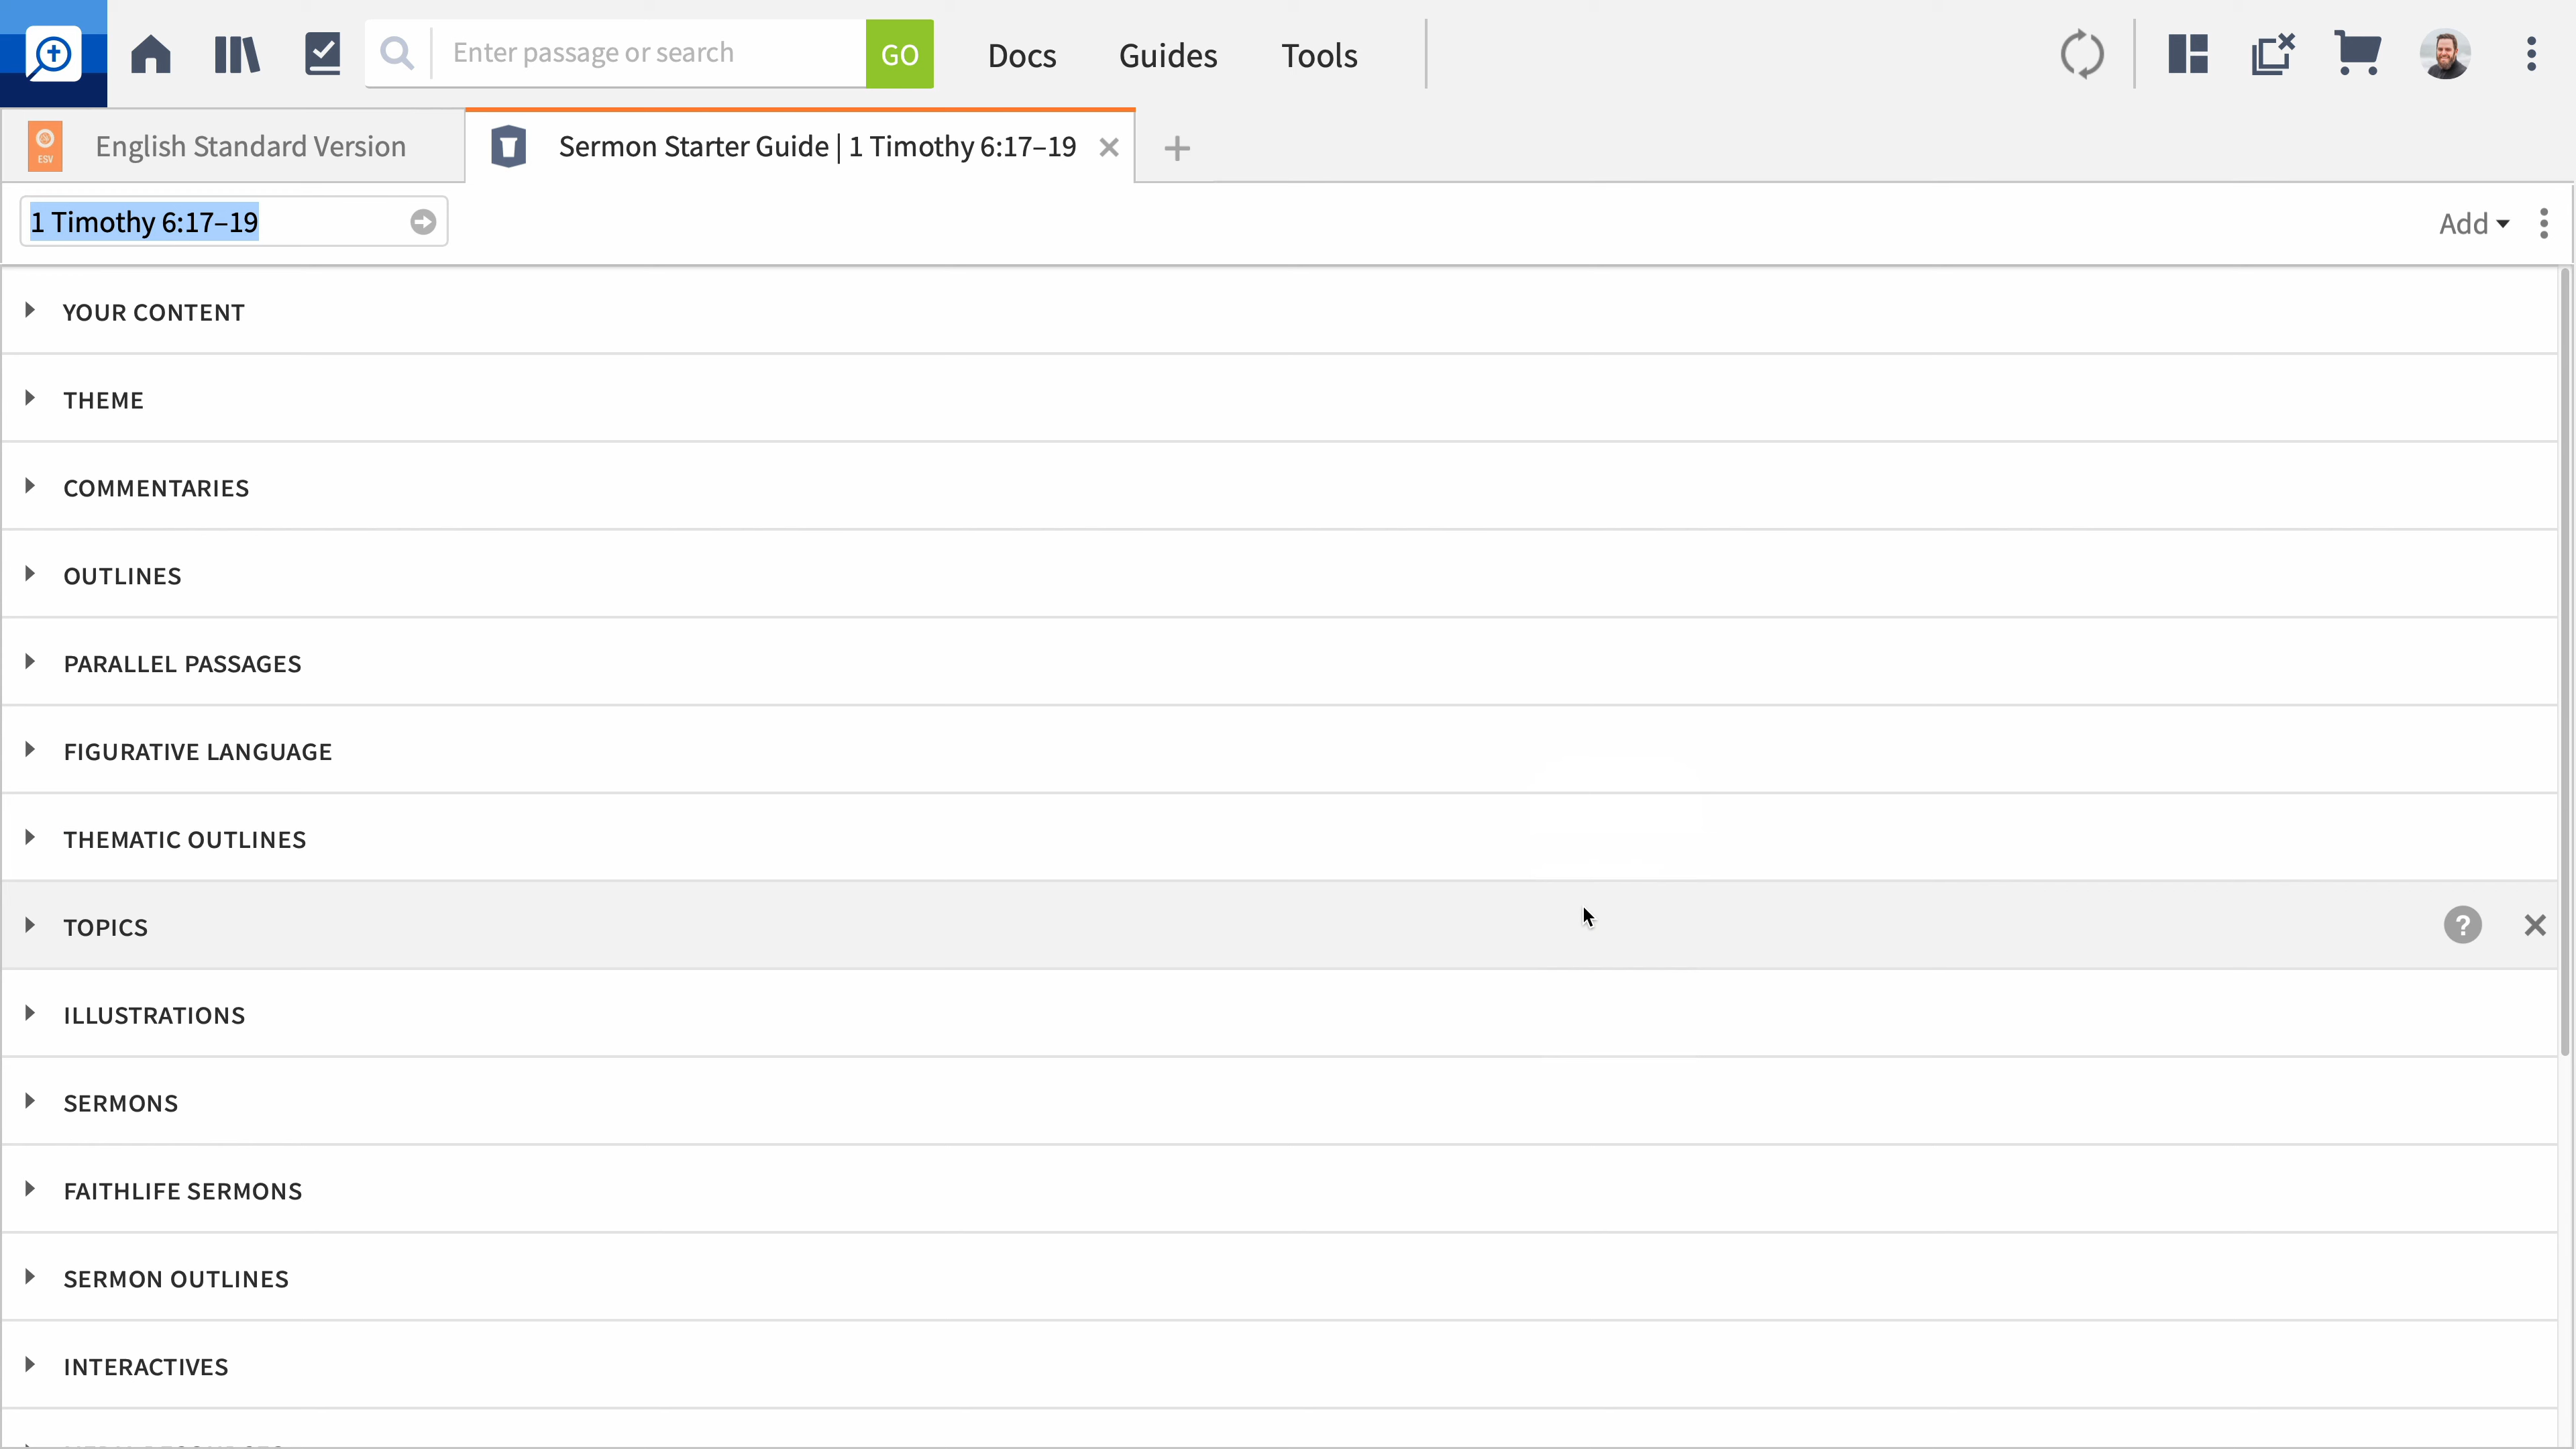 Enter passage or search
GO
Docs
Guides
Tools
ESV
English Standard Version
Sermon Starter Guide | 1 Timothy 6:17–19
1 Timothy 6:17–19
Add
YOUR CONTENT
THEME
COMMENTARIES
OUTLINES
PARALLEL PASSAGES
FIGURATIVE LANGUAGE
THEMATIC OUTLINES
TOPICS
?
ILLUSTRATIONS
SERMONS
FAITHLIFE SERMONS
SERMON OUTLINES
INTERACTIVES